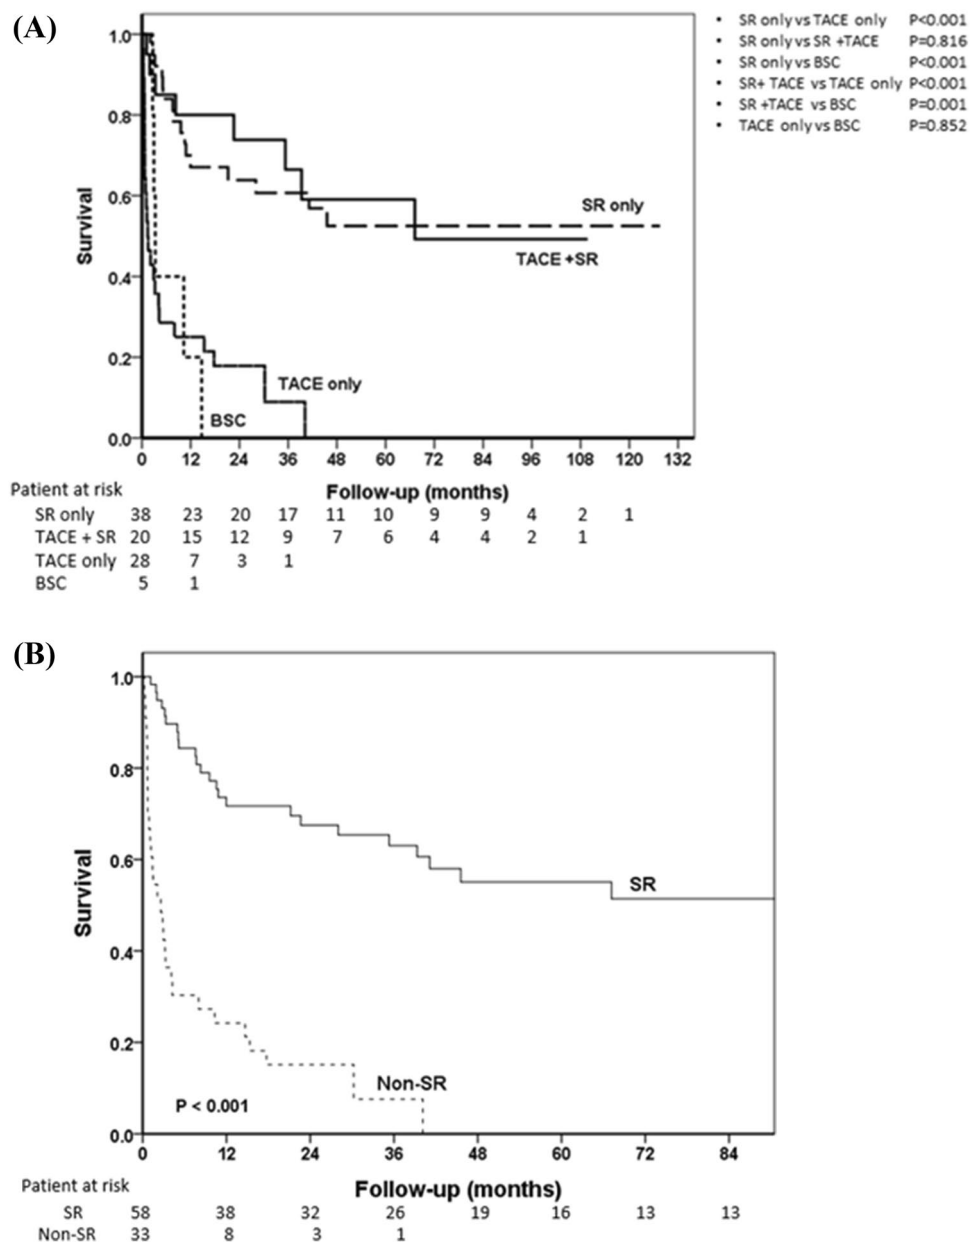 (A)
• SR only vs TACE only P<0.001
• SR only vs SR +TACE P=0.816
• SR only vs BSC P<0.001
• SR+ TACE vs TACE only P<0.001
• SR +TACE vs BSC P=0.001
• TACE only vs BSC P=0.852
1.0
0.8
0.6
0.4
0.2
0.0
Survival
SR only
TACE +SR
TACE only
BSC
0 12 24 36 48 60 72 84 96 108 120 132
Patient at risk
Follow-up (months)
SR only 38 23 20 17 11 10 9 9 4 2 1
TACE + SR 20 15 12 9 7 6 4 4 2 1
TACE only 28 7 3 1
BSC 5 1
(B)
1.0
0.8
0.6
0.4
0.2
0.0
Survival
SR
Non-SR
P < 0.001
0 12 24 36 48 60 72 84
Patient at risk
Follow-up (months)
SR 58 38 32 26 19 16 13 13
Non-SR 33 8 3 1